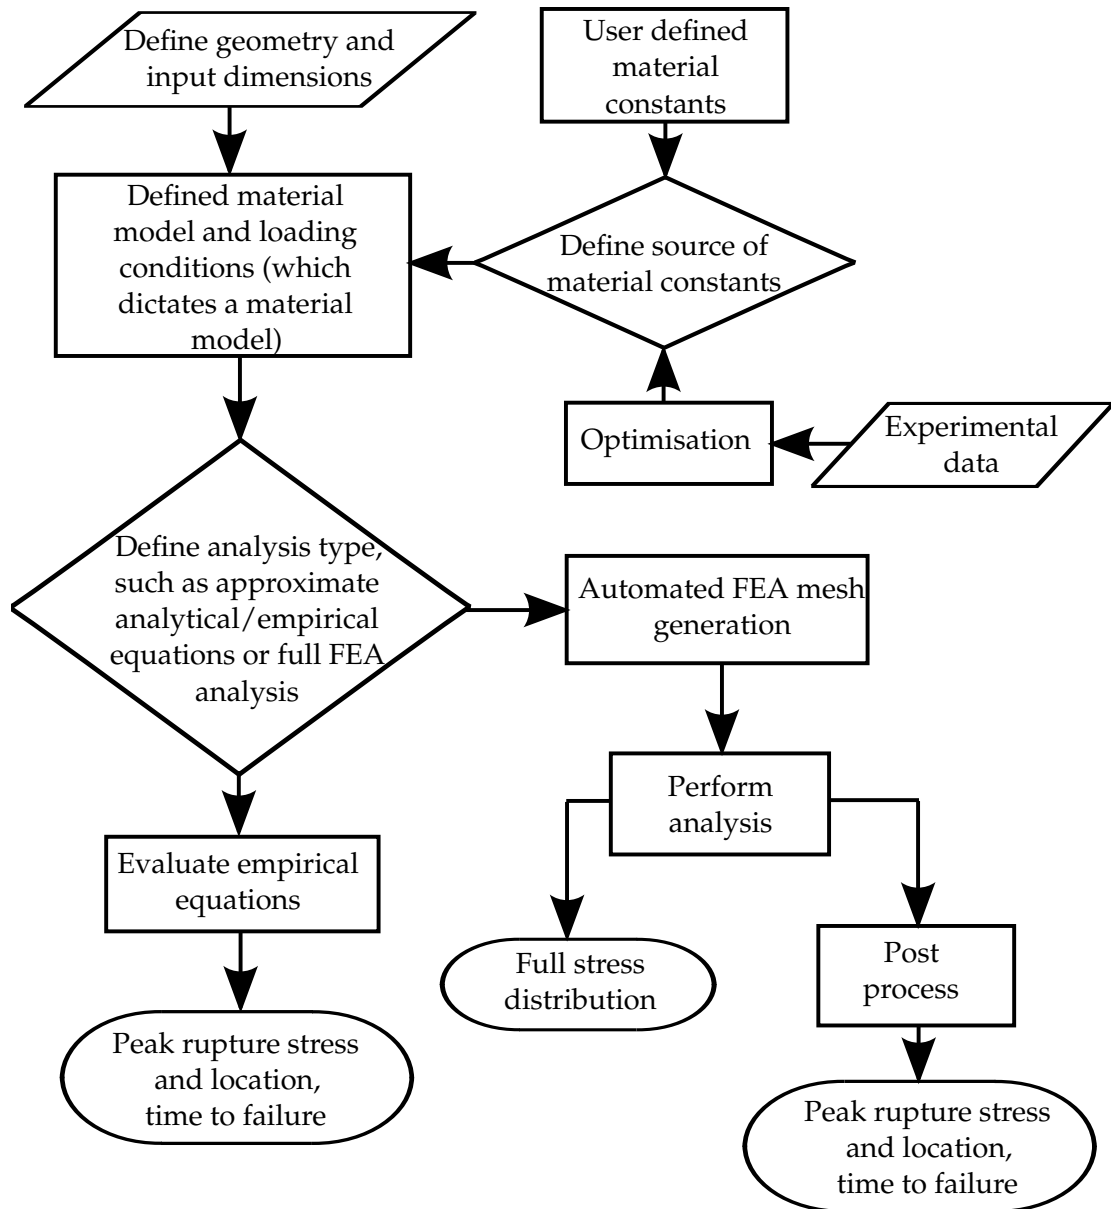 Define geometry and
input dimensions
User defined
material
constants
Defined material
model and loading
conditions (which
dictates a material
model)
Define source of
material constants
Optimisation
Experimental
data
Define analysis type,
such as approximate
analytical/empirical
equations or full FEA
analysis
Automated FEA mesh
generation
Perform
analysis
Evaluate empirical
equations
Full stress
distribution
Post
process
Peak rupture stress
and location,
time to failure
Peak rupture stress
and location,
time to failure